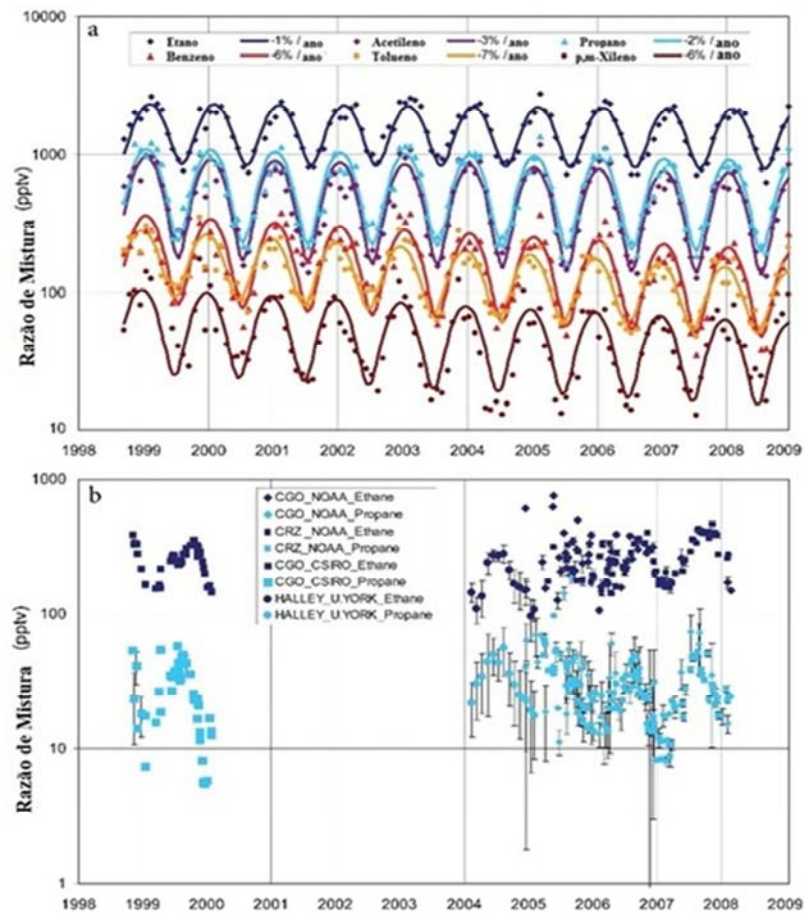 10000
a
Etano -1% / ano Acetileno -3% / ano Propano -2% / ano
Benzeno -6% / ano Tolueno -7% / ano p,m-Xileno -6% / ano
1000
Razão de Mistura (pptv)
100
10
1998 1999 2000 2001 2002 2003 2004 2005 2006 2007 2008 2009
1000
b
CGO_NOAA_Ethane
CGO_NOAA_Propane
CRZ_NOAA_Ethane
CRZ_NOAA_Propane
CGO_CSIRO_Ethane
CGO_CSIRO_Propane
HALLEY_U.YORK_Ethane
HALLEY_U.YORK_Propane
100
Razão de Mistura (pptv)
10
1
1998 1999 2000 2001 2002 2003 2004 2005 2006 2007 2008 2009